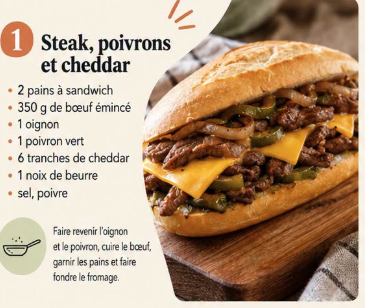 1
Steak, poivrons
et cheddar
• 2 pains à sandwich
• 350 g de bœuf émincé
• 1 oignon
• 1 poivron vert
• 6 tranches de cheddar
• 1 noix de beurre
• sel, poivre
Faire revenir l'oignon
et le poivron, cuire le bœuf,
garnir les pains et faire
fondre le fromage.